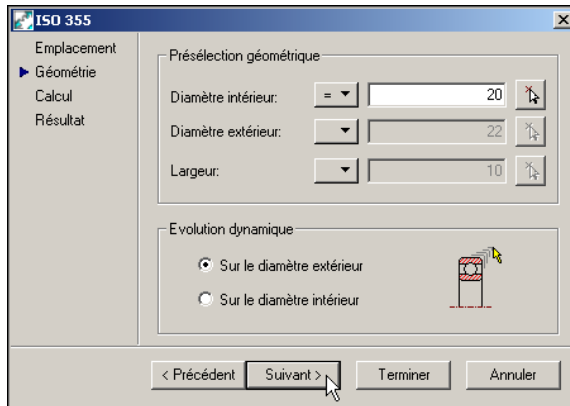 ISO 355
Emplacement
Géométrie
Calcul
Résultat
Présélection géométrique
Diamètre intérieur: = 20
Diamètre extérieur: 22
Largeur: 10
Evolution dynamique
Sur le diamètre extérieur
Sur le diamètre intérieur
< Précédent Suivant > Terminer Annuler